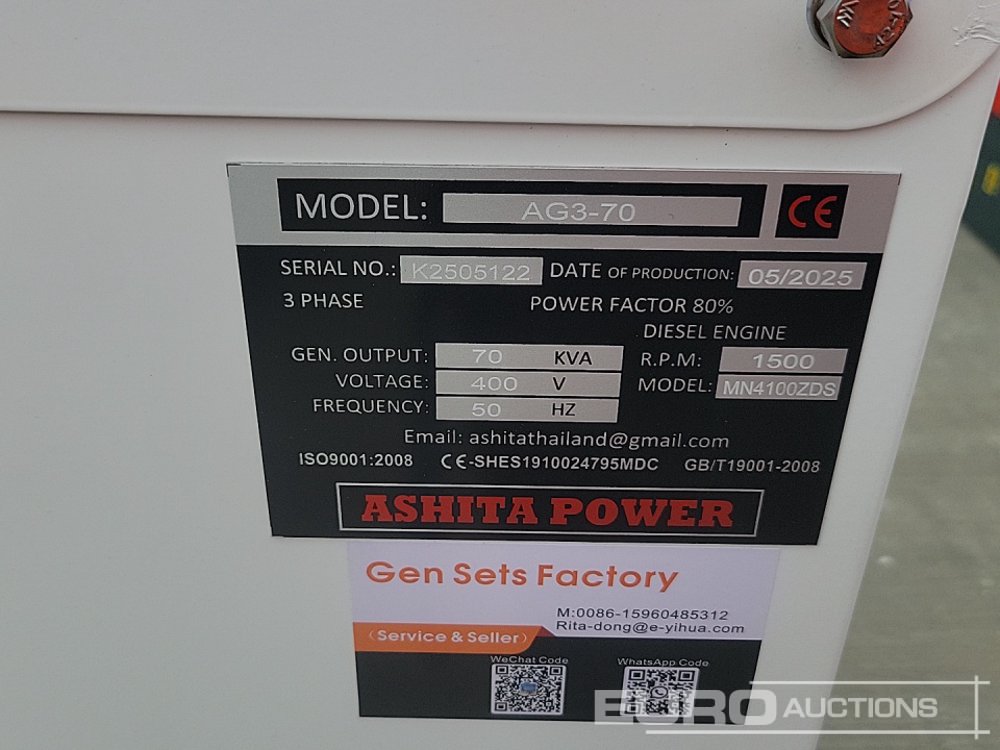 MODEL: AG3-70 CE
SERIAL NO.: K2505122 DATE OF PRODUCTION: 05/2025
3 PHASE POWER FACTOR 80%
DIESEL ENGINE
GEN. OUTPUT: 70 KVA R.P.M: 1500
VOLTAGE: 400 V MODEL: MN4100ZDS
FREQUENCY: 50 HZ
Email: ashitathailand@gmail.com
ISO9001:2008 CE-SHES1910024795MDC GB/T19001-2008
ASHITA POWER
Gen Sets Factory
M:0086-15960485312
Rita-dong@e-yihua.com
(Service & Seller)
WeChat Code WhatsApp Code
EURO AUCTIONS